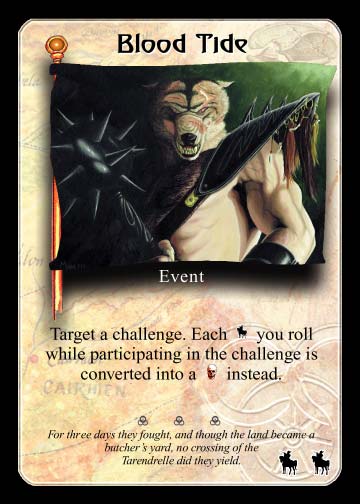 Blood Tide
Event
Target a challenge. Each you roll
while participating in the challenge is
converted into a instead.
CAIRHIEN
For three days they fought, and though the land became a
butcher's yard, no crossing of the
Tarendrelle did they yield.